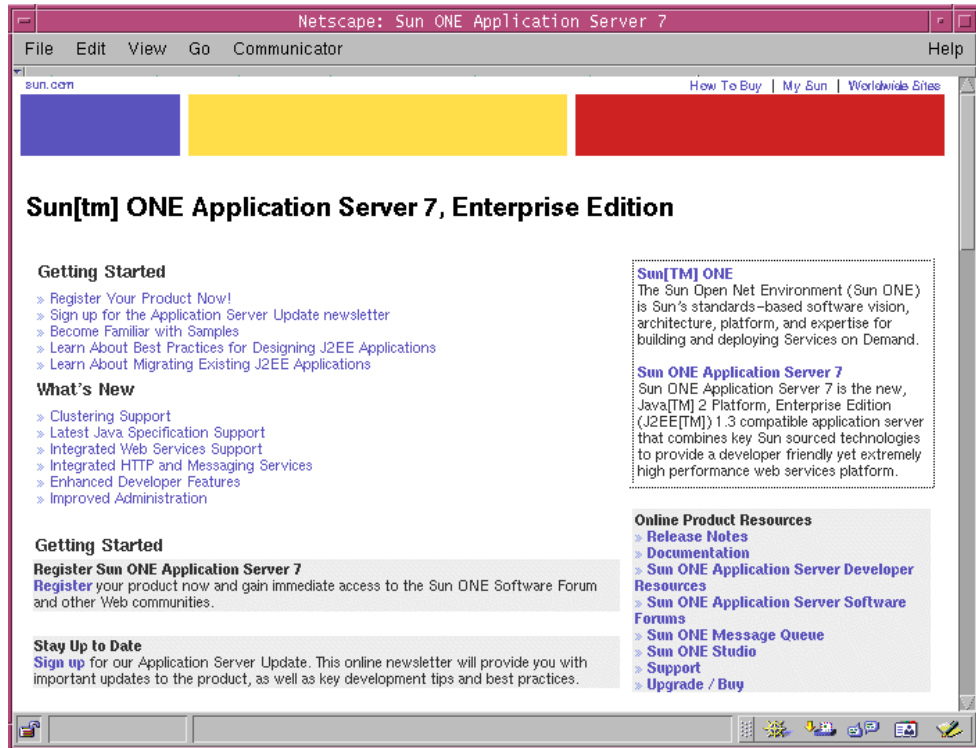 Netscape: Sun ONE Application Server 7
File Edit View Go Communicator Help
sun.com
How To Buy | My Sun | Worldwide Sites
Sun[tm] ONE Application Server 7, Enterprise Edition
Getting Started
» Register Your Product Now!
» Sign up for the Application Server Update newsletter
» Become Familiar with Samples
» Learn About Best Practices for Designing J2EE Applications
» Learn About Migrating Existing J2EE Applications
What's New
» Clustering Support
» Latest Java Specification Support
» Integrated Web Services Support
» Integrated HTTP and Messaging Services
» Enhanced Developer Features
» Improved Administration
Getting Started
Register Sun ONE Application Server 7
Register your product now and gain immediate access to the Sun ONE Software Forum
and other Web communities.
Stay Up to Date
Sign up for our Application Server Update. This online newsletter will provide you with
important updates to the product, as well as key development tips and best practices.
Sun[TM] ONE
The Sun Open Net Environment (Sun ONE)
is Sun's standards-based software vision,
architecture, platform, and expertise for
building and deploying Services on Demand.
Sun ONE Application Server 7
Sun ONE Application Server 7 is the new,
Java[TM] 2 Platform, Enterprise Edition
(J2EE[TM]) 1.3 compatible application server
that combines key Sun sourced technologies
to provide a developer friendly yet extremely
high performance web services platform.
Online Product Resources
» Release Notes
» Documentation
» Sun ONE Application Server Developer
Resources
» Sun ONE Application Server Software
Forums
» Sun ONE Message Queue
» Sun ONE Studio
» Support
» Upgrade / Buy